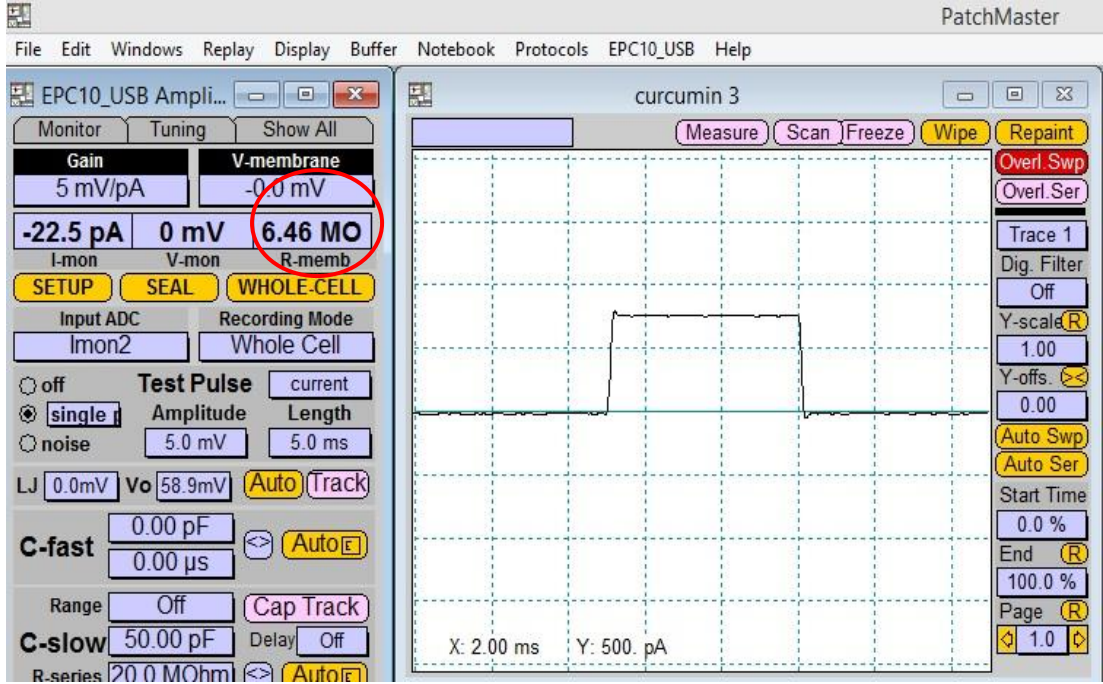 PatchMaster
File Edit Windows Replay Display Buffer Notebook Protocols EPC10_USB Help
EPC10_USB Ampli...
Monitor Tuning Show All
Gain V-membrane
5 mV/pA -0.0 mV
-22.5 pA 0 mV 6.46 MO
I-mon V-mon R-memb
SETUP SEAL WHOLE-CELL
Input ADC Recording Mode
Imon2 Whole Cell
off Test Pulse current
single p Amplitude Length
noise 5.0 mV 5.0 ms
LJ 0.0mV Vo 58.9mV Auto Track
C-fast 0.00 pF Auto E
0.00 µs
Range Off Cap Track
C-slow 50.00 pF Delay Off
R-series 20.0 MOhm Auto E
curcumin 3
Measure Scan Freeze Wipe Repaint
Overl.Swp
Overl.Ser
Trace 1
Dig. Filter
Off
Y-scale R
1.00
Y-offs. ><
0.00
Auto Swp
Auto Ser
Start Time
0.0 %
End R
100.0 %
Page R
1.0
X: 2.00 ms Y: 500. pA